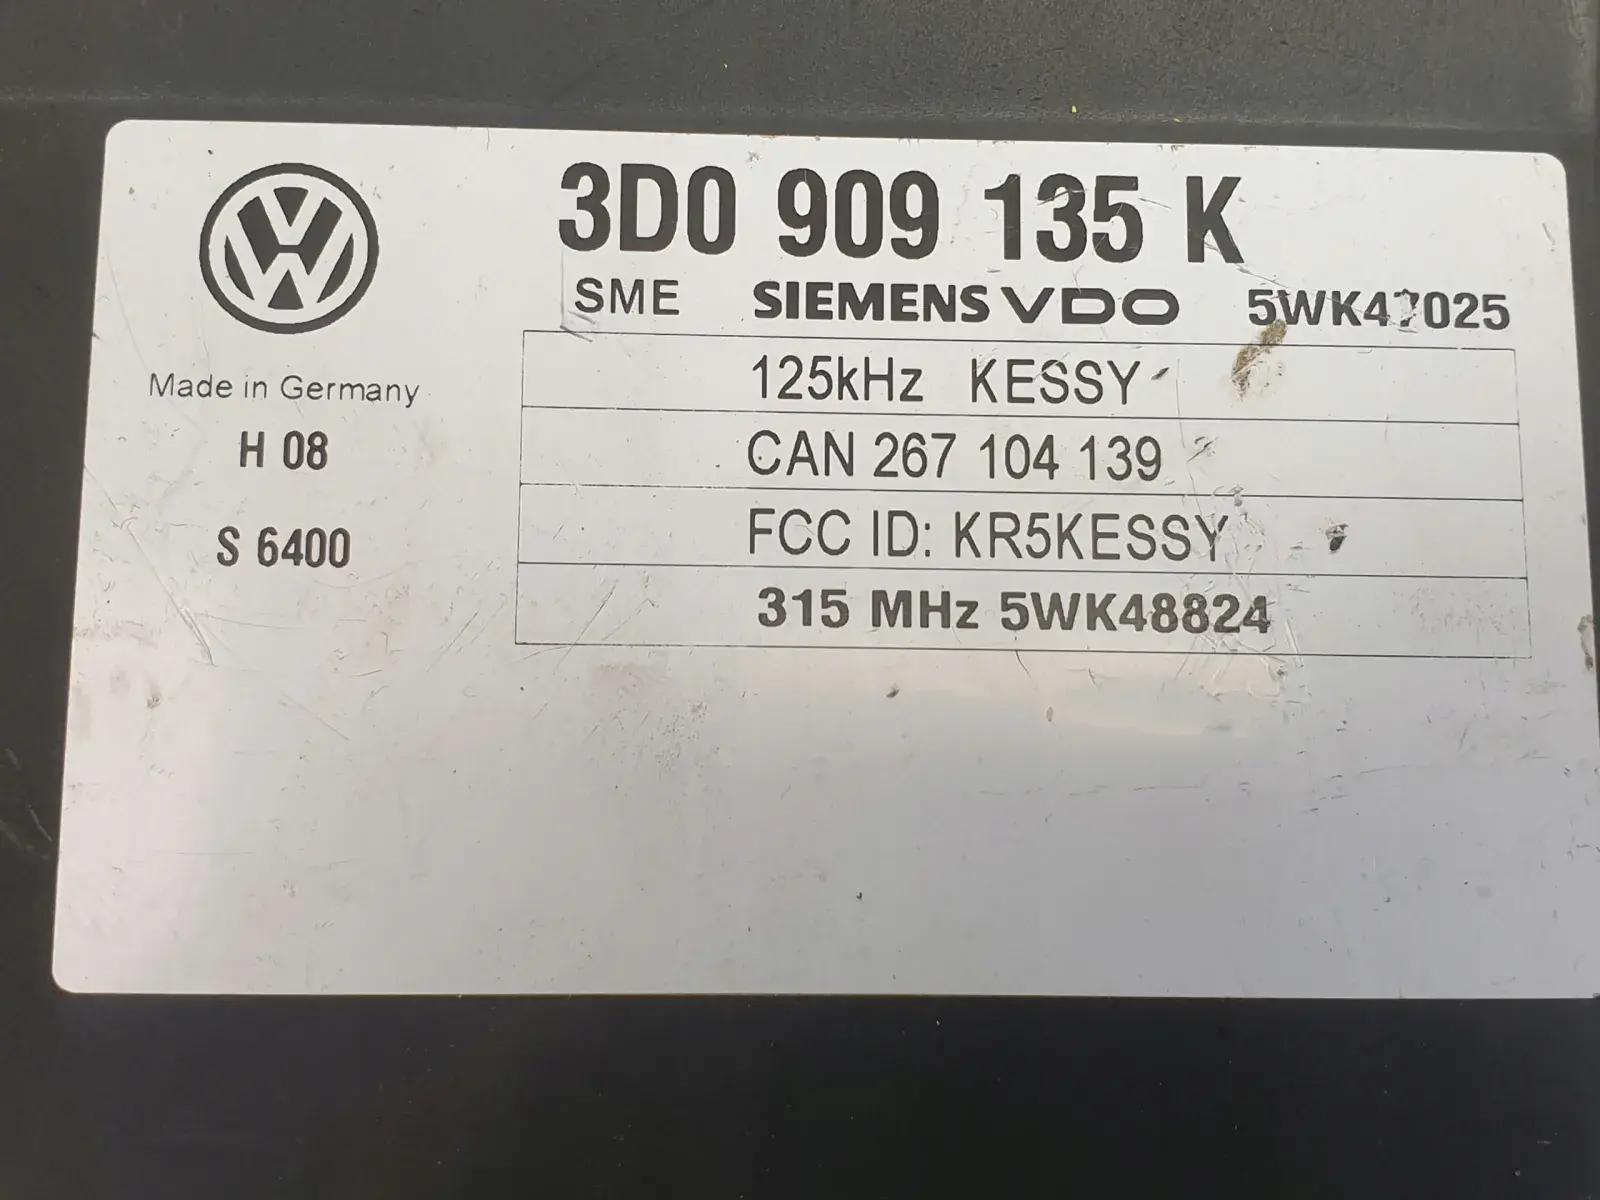 3D0 909 135 K
SME SIEMENS VDO 5WK47025
Made in Germany
H 08
S 6400
125kHz KESSY
CAN 267 104 139
FCC ID: KR5KESSY
315 MHz 5WK48824